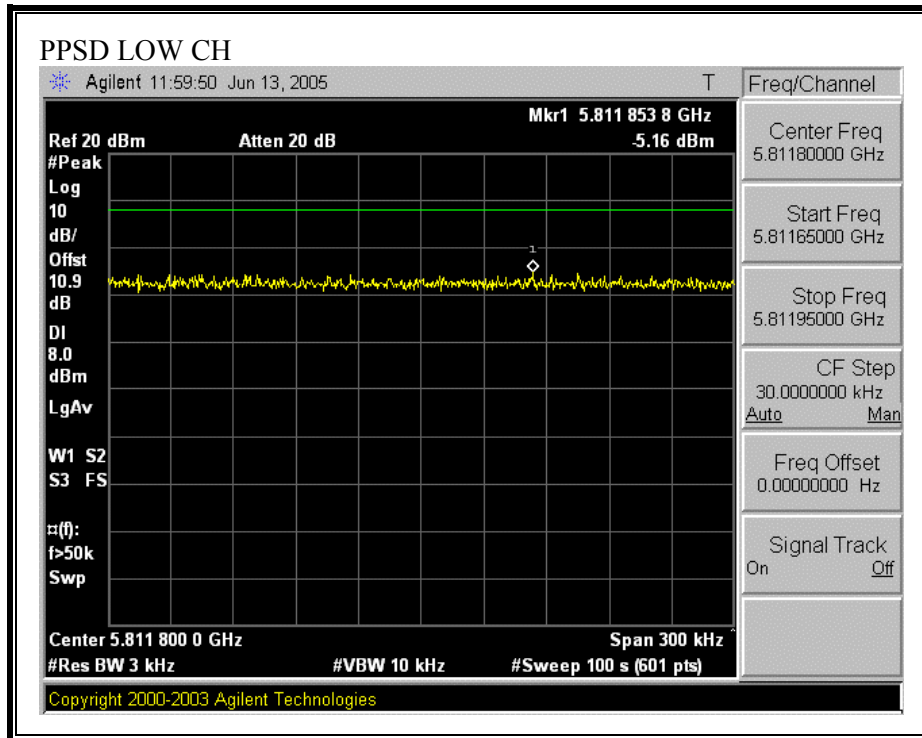 PPSD LOW CH
Agilent 11:59:50 Jun 13, 2005 T Freq/Channel
Mkr1 5.811 853 8 GHz
Ref 20 dBm Atten 20 dB -5.16 dBm
#Peak
Log
10
dB/
Offst
10.9
dB
DI
8.0
dBm
LgAv
W1 S2
S3 FS
¤(f):
f>50k
Swp
1
Center 5.811 800 0 GHz Span 300 kHz ^
#Res BW 3 kHz #VBW 10 kHz #Sweep 100 s (601 pts)
Center Freq
5.81180000 GHz
Start Freq
5.81165000 GHz
Stop Freq
5.81195000 GHz
CF Step
30.0000000 kHz
Auto Man
Freq Offset
0.00000000 Hz
Signal Track
On Off
Copyright 2000-2003 Agilent Technologies